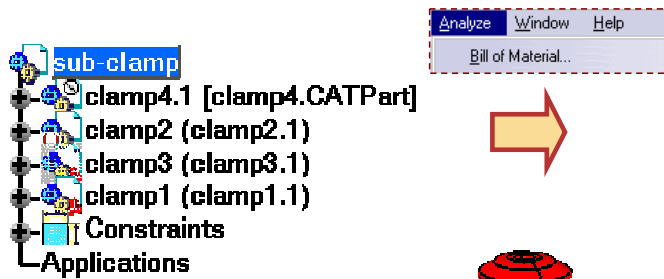 Analyze Window Help
Bill of Material...
sub-clamp
clamp4.1 [clamp4.CATPart]
clamp2 (clamp2.1)
clamp3 (clamp3.1)
clamp1 (clamp1.1)
Constraints
Applications